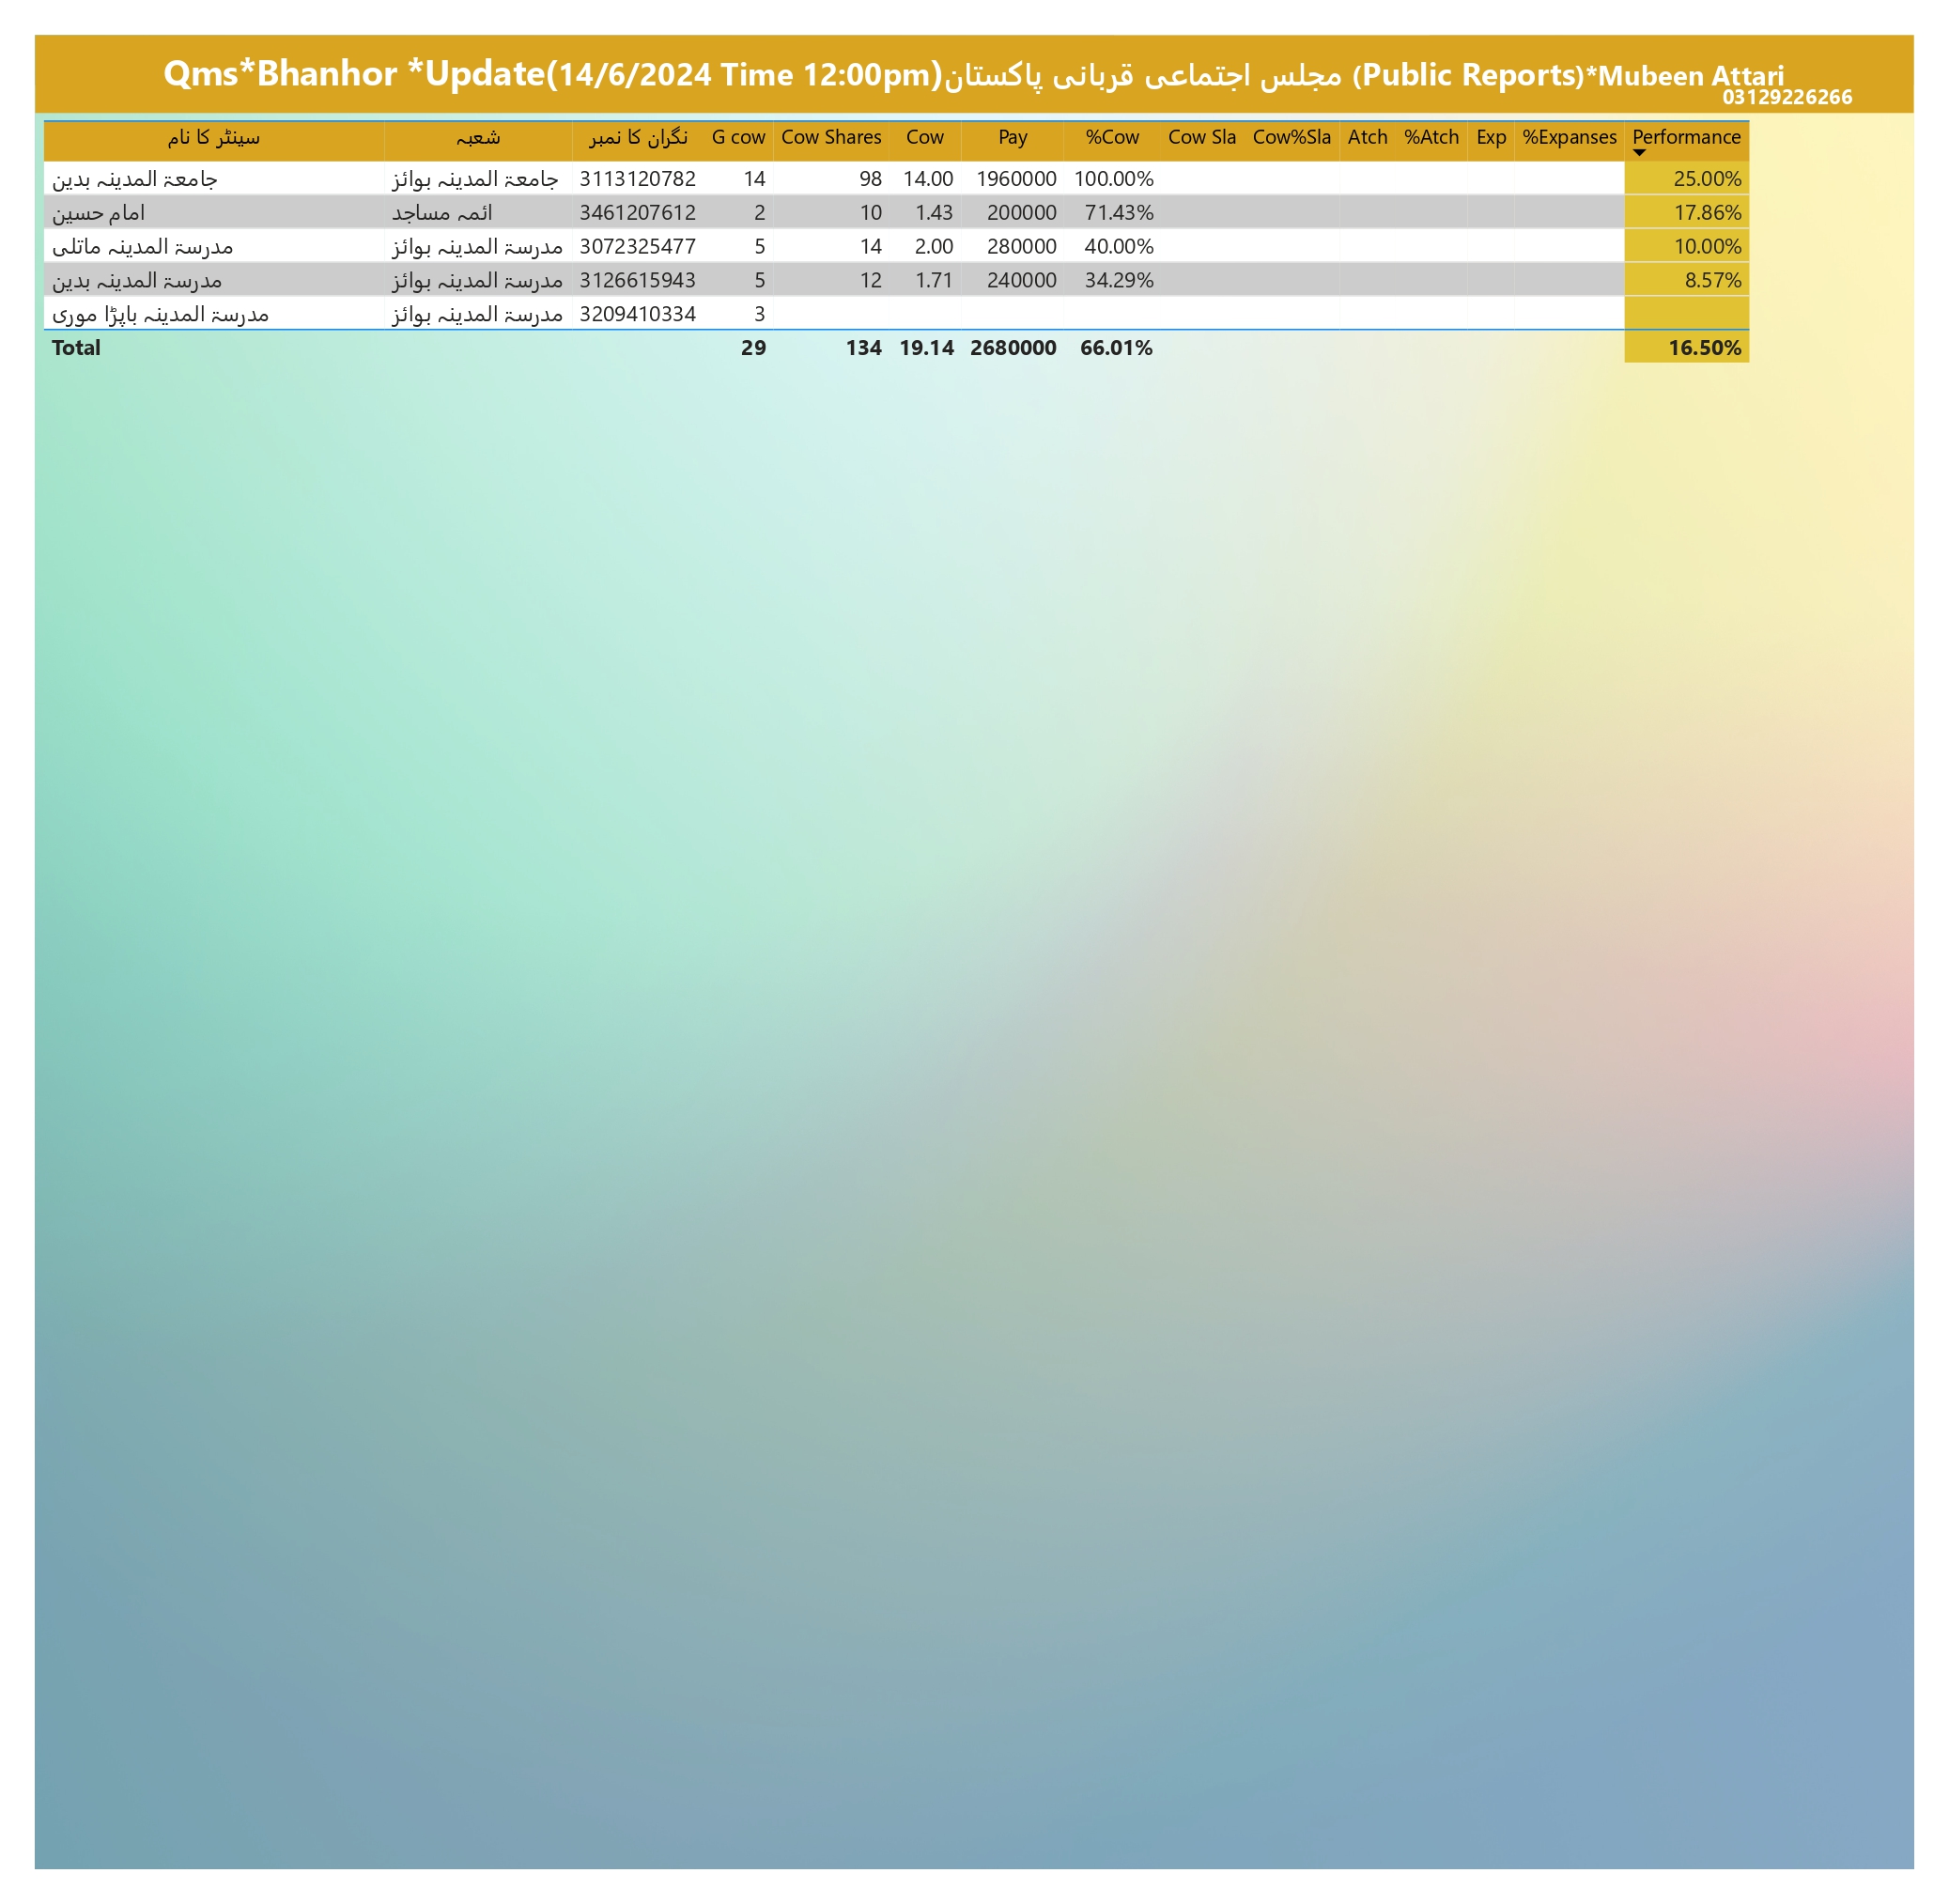 Qms*Bhanhor *Update(14/6/2024 Time 12:00pm)مجلس اجتماعی قربانی پاکستان (Public Reports)*Mubeen Attari
03129226266
سینٹر کا نام شعبہ نگران کا نمبر G cow Cow Shares Cow Pay %Cow Cow Sla Cow%Sla Atch %Atch Exp %Expanses Performance
جامعۃ المدینہ بدین جامعۃ المدینہ بوائز 3113120782 14 98 14.00 1960000 100.00% 25.00%
امام حسین ائمہ مساجد 3461207612 2 10 1.43 200000 71.43% 17.86%
مدرسۃ المدینہ ماتلی مدرسۃ المدینہ بوائز 3072325477 5 14 2.00 280000 40.00% 10.00%
مدرسۃ المدینہ بدین مدرسۃ المدینہ بوائز 3126615943 5 12 1.71 240000 34.29% 8.57%
مدرسۃ المدینہ باپڑا موری مدرسۃ المدینہ بوائز 3209410334 3
Total 29 134 19.14 2680000 66.01% 16.50%